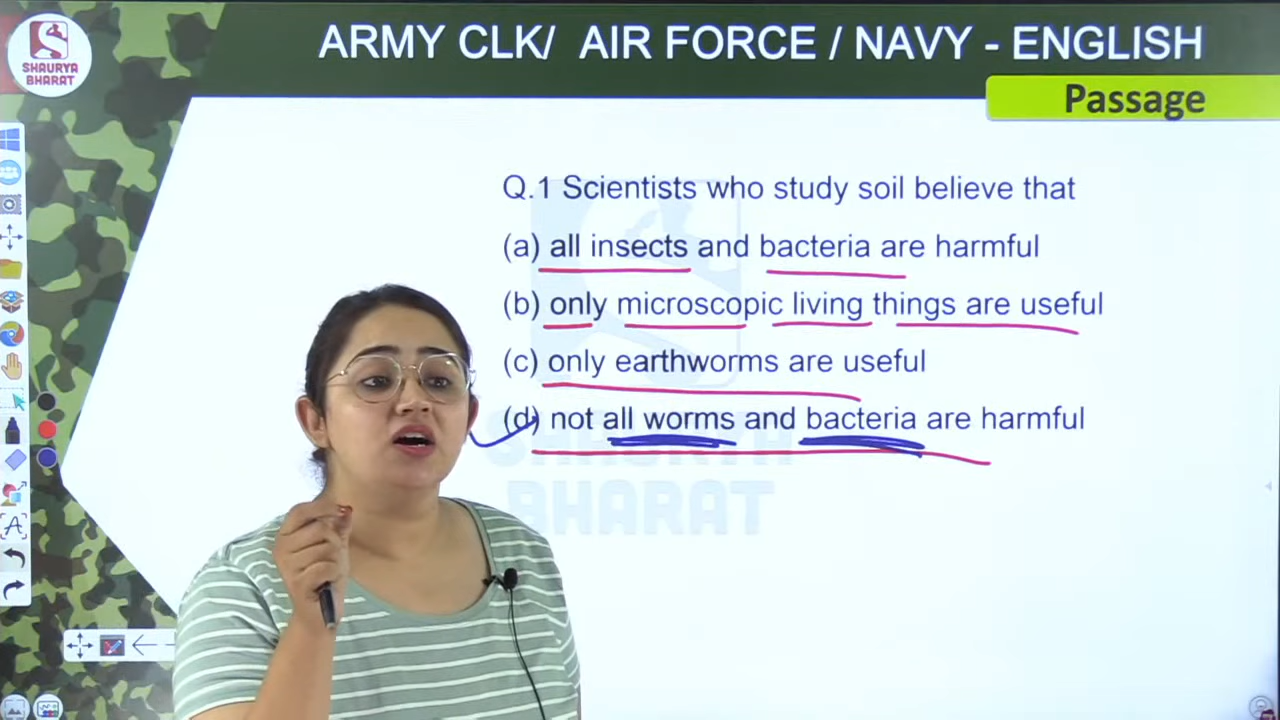 SHAURYA
BHARAT
ARMY CLK/ AIR FORCE / NAVY - ENGLISH
Passage
Q.1 Scientists who study soil believe that
(a) all insects and bacteria are harmful
(b) only microscopic living things are useful
(c) only earthworms are useful
(d) not all worms and bacteria are harmful
SHAURYA
BHARAT
A